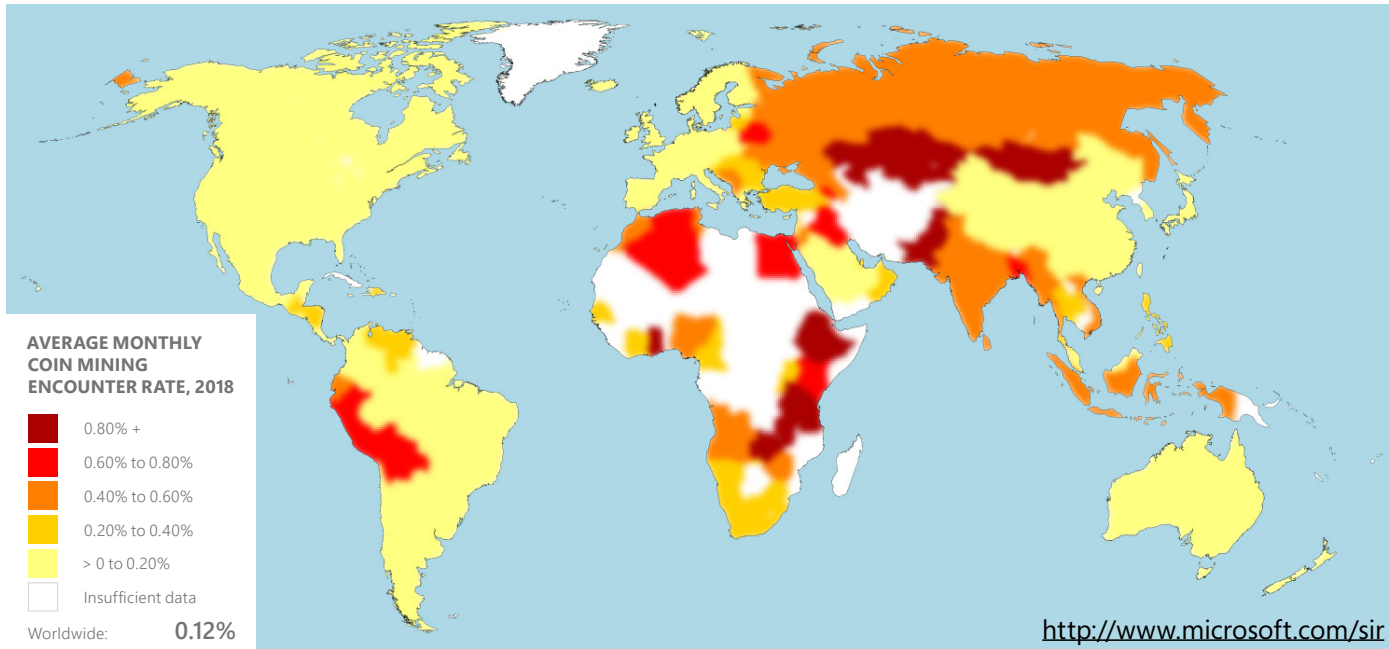 AVERAGE MONTHLY
COIN MINING
ENCOUNTER RATE, 2018
0.80% +
0.60% to 0.80%
0.40% to 0.60%
0.20% to 0.40%
> 0 to 0.20%
Insufficient data
Worldwide: 0.12%
http://www.microsoft.com/sir